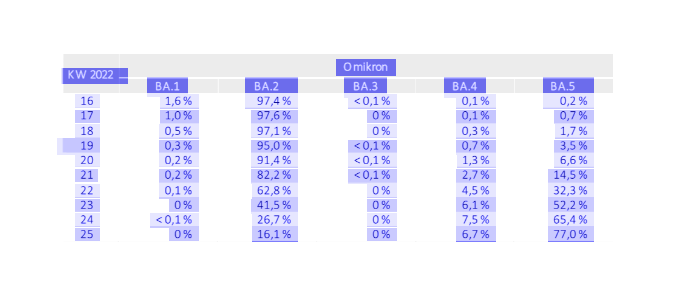 Omikron
KW 2022
BA.1 BA.2 BA.3 BA.4 BA.5
16 1,6 % 97,4 % < 0,1 % 0,1 % 0,2 %
17 1,0 % 97,6 % 0 % 0,1 % 0,7 %
18 0,5 % 97,1 % 0 % 0,3 % 1,7 %
19 0,3 % 95,0 % < 0,1 % 0,7 % 3,5 %
20 0,2 % 91,4 % < 0,1 % 1,3 % 6,6 %
21 0,2 % 82,2 % < 0,1 % 2,7 % 14,5 %
22 0,1 % 62,8 % 0 % 4,5 % 32,3 %
23 0 % 41,5 % 0 % 6,1 % 52,2 %
24 < 0,1 % 26,7 % 0 % 7,5 % 65,4 %
25 0 % 16,1 % 0 % 6,7 % 77,0 %